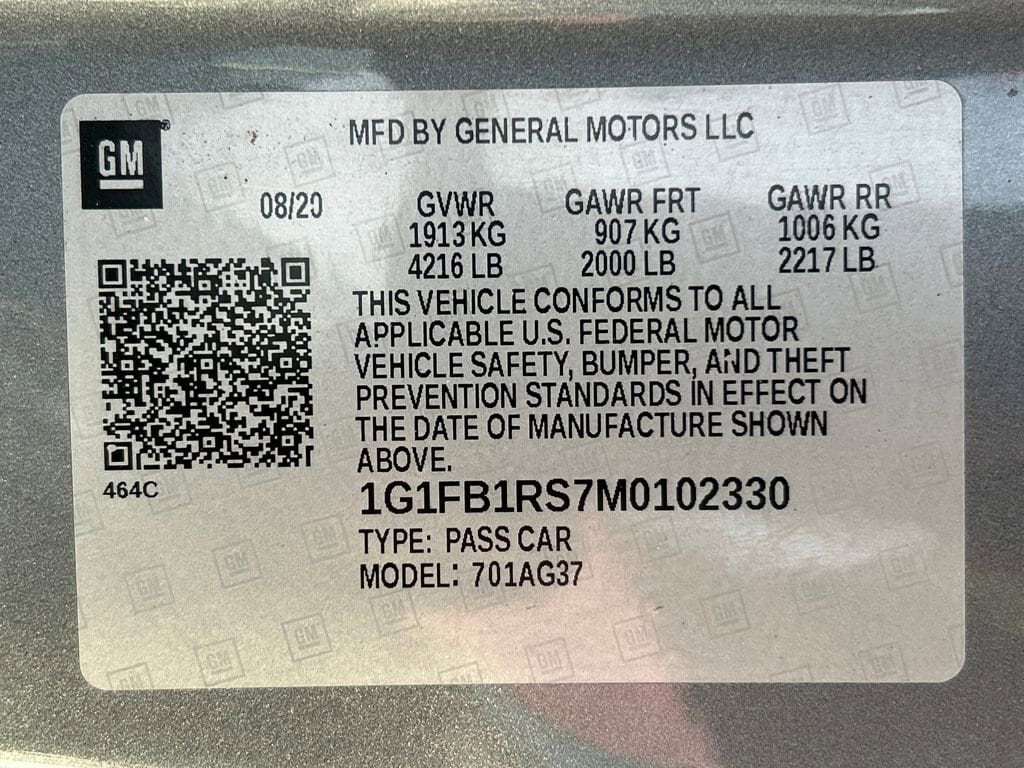 GM
MFD BY GENERAL MOTORS LLC
08/20 GVWR GAWR FRT GAWR RR
1913 KG 907 KG 1006 KG
4216 LB 2000 LB 2217 LB
THIS VEHICLE CONFORMS TO ALL
APPLICABLE U.S. FEDERAL MOTOR
VEHICLE SAFETY, BUMPER, AND THEFT
PREVENTION STANDARDS IN EFFECT ON
THE DATE OF MANUFACTURE SHOWN
ABOVE.
464C
1G1FB1RS7M0102330
TYPE: PASS CAR
MODEL: 701AG37